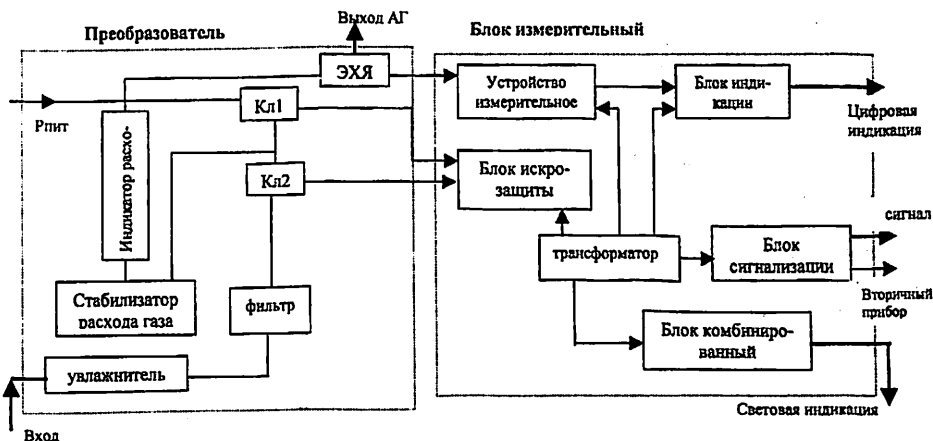 Выход АГ
Преобразователь
Блок измерительный
ЭХЯ
Рпит
Кл1
Кл2
Индикатор расхо-
Стабилизатор
расхода газа
фильтр
увлажнитель
Вход
Устройство
измерительное
Блок инди-
кации
Цифровая
индикация
Блок искро-
защиты
трансформатор
Блок
сигнализации
сигнал
Вторичный
прибор
Блок комбиниро-
ванный
Световая индикация